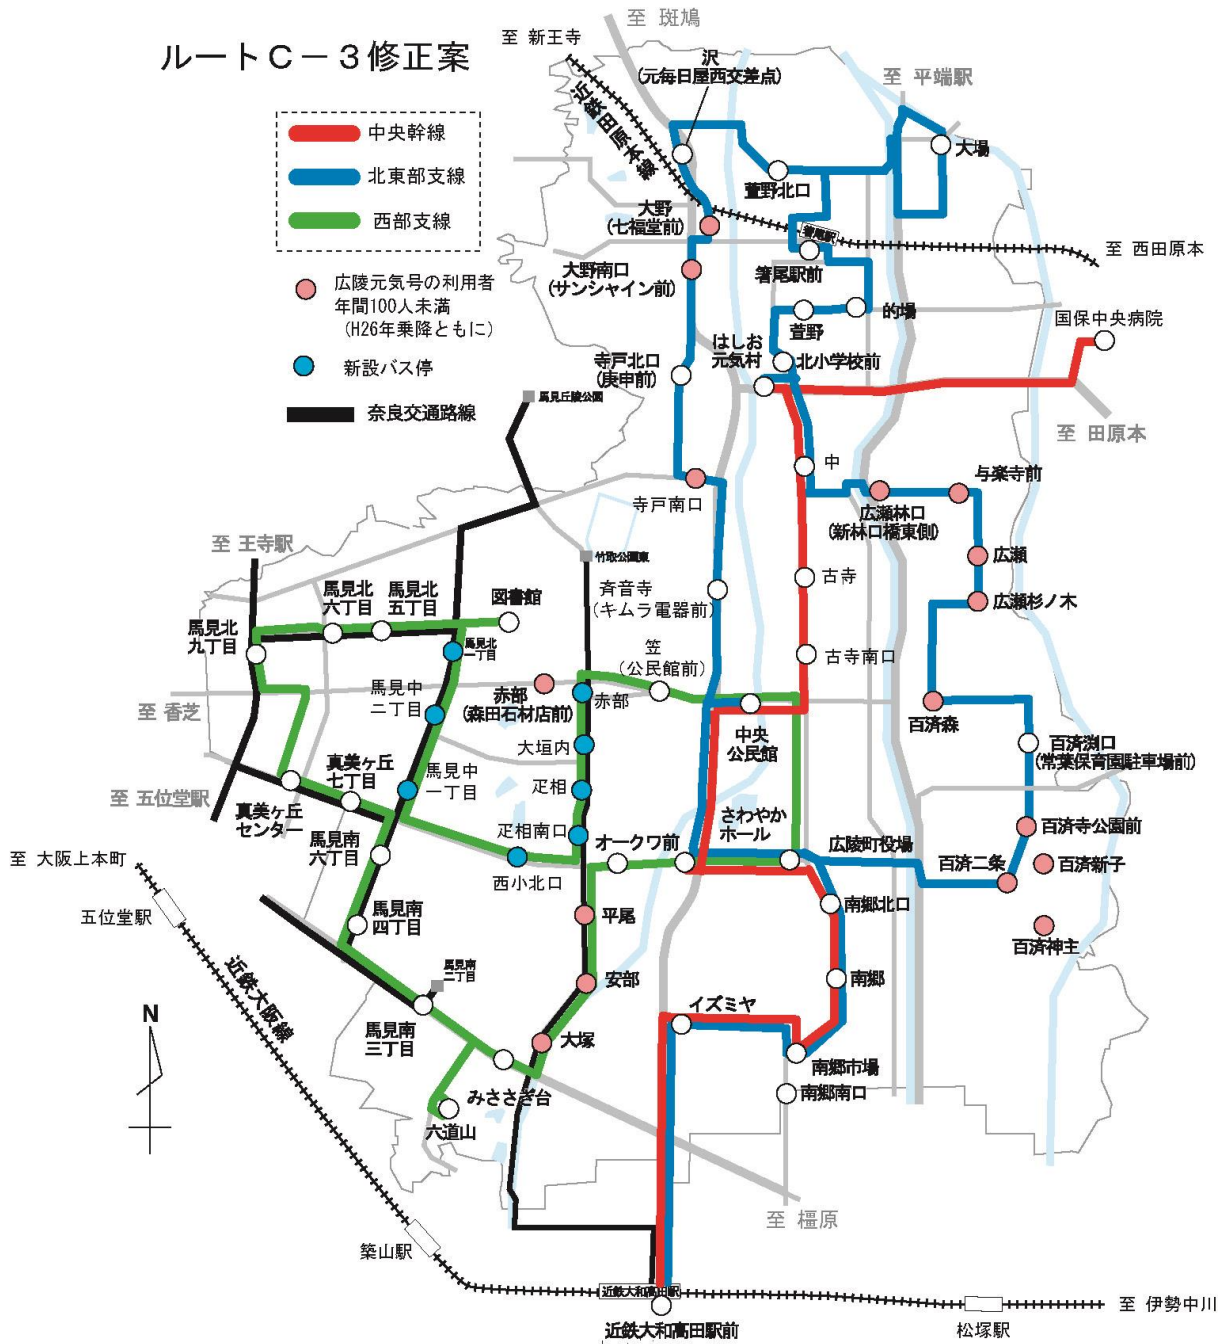 至 斑鳩
至 新王寺
ルートC－3修正案
沢
(元毎日屋西交差点)
至 平端駅
近鉄田原本線
中央幹線
北東部支線
西部支線
大場
萱野北口
大野
(七福堂前)
箸尾駅
至 西田原本
箸尾駅前
大野南口
(サンシャイン前)
広陵元気号の利用者
年間100人未満
(H26年乗降ともに)
的場
萱野
国保中央病院
はしお
元気村
北小学校前
新設バス停
寺戸北口
(庚申前)
馬見丘陵公園
奈良交通路線
至 田原本
中
与楽寺前
寺戸南口
広瀬林口
(新林口橋東側)
至 王寺駅
竹取公園東
広瀬
馬見北
六丁目
馬見北
五丁目
図書館
斉音寺
(キムラ電器前)
古寺
広瀬杉ノ木
馬見北
九丁目
馬見北
一丁目
笠
(公民館前)
古寺南口
馬見中
二丁目
赤部
(森田石材店前)
赤部
至 香芝
百済森
中央
公民館
大垣内
百済渕口
(常葉保育園駐車場前)
真美ヶ丘
七丁目
馬見中
一丁目
疋相
至 五位堂駅
真美ヶ丘
センター
さわやか
ホール
馬見南
六丁目
疋相南口
オークワ前
広陵町役場
百済寺公園前
至 大阪上本町
西小北口
百済二条
百済新子
五位堂駅
馬見南
四丁目
平尾
南郷北口
百済神主
近鉄大阪線
馬見南
二丁目
安部
南郷
N
イズミヤ
馬見南
三丁目
大塚
南郷市場
みささぎ台
南郷南口
六道山
至 橿原
築山駅
近鉄大和高田駅
至 伊勢中川
近鉄大和高田駅前
松塚駅